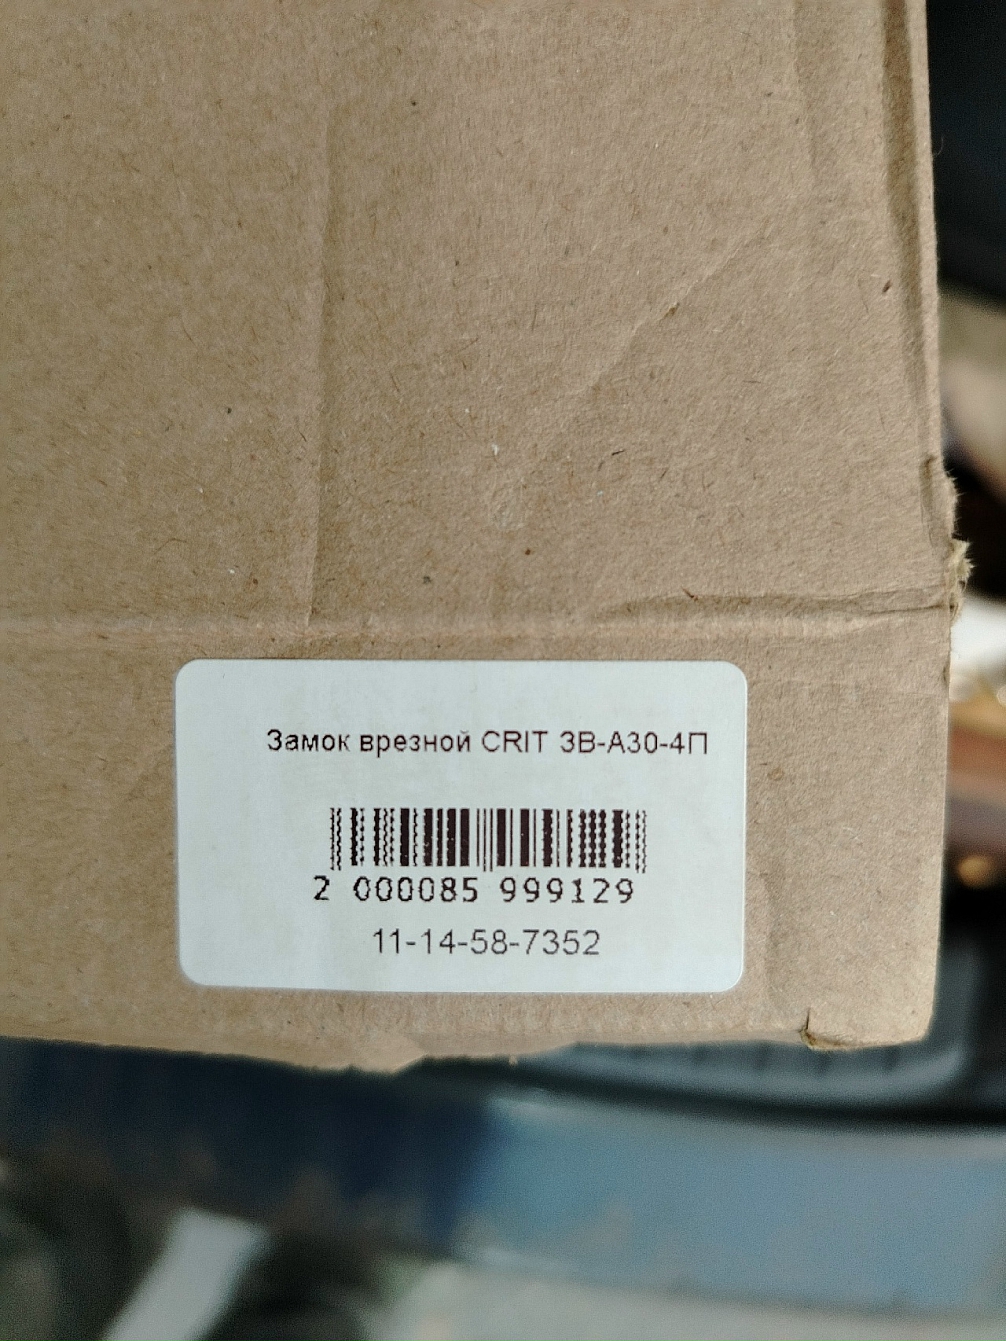 Замок врезной CRIT ЗВ-А30-4П
2 000085 999129
11-14-58-7352